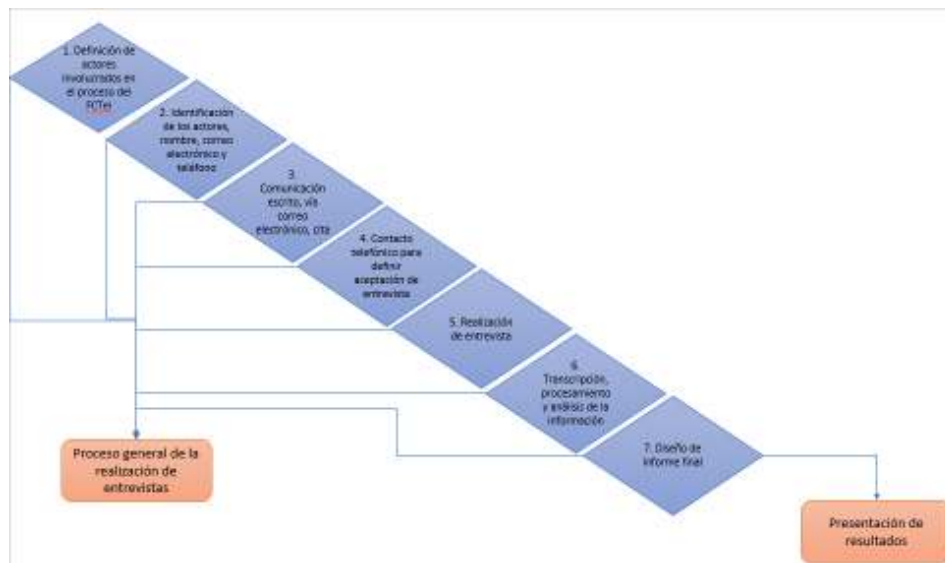 1. Definición de
actores
involucrados en
el proceso del
FCTeI
2. Identificación
de los actores,
nombre, correo
electrónico y
teléfono
3.
Comunicación
escrito, vía
correo
electrónico, cita
4. Contacto
telefónico para
definir
aceptación de
entrevista
5. Realización
de entrevista
6.
Transcripción,
procesamiento
y análisis de la
información
7. Diseño de
informe final
Proceso general de la
realización de
entrevistas
Presentación de
resultados